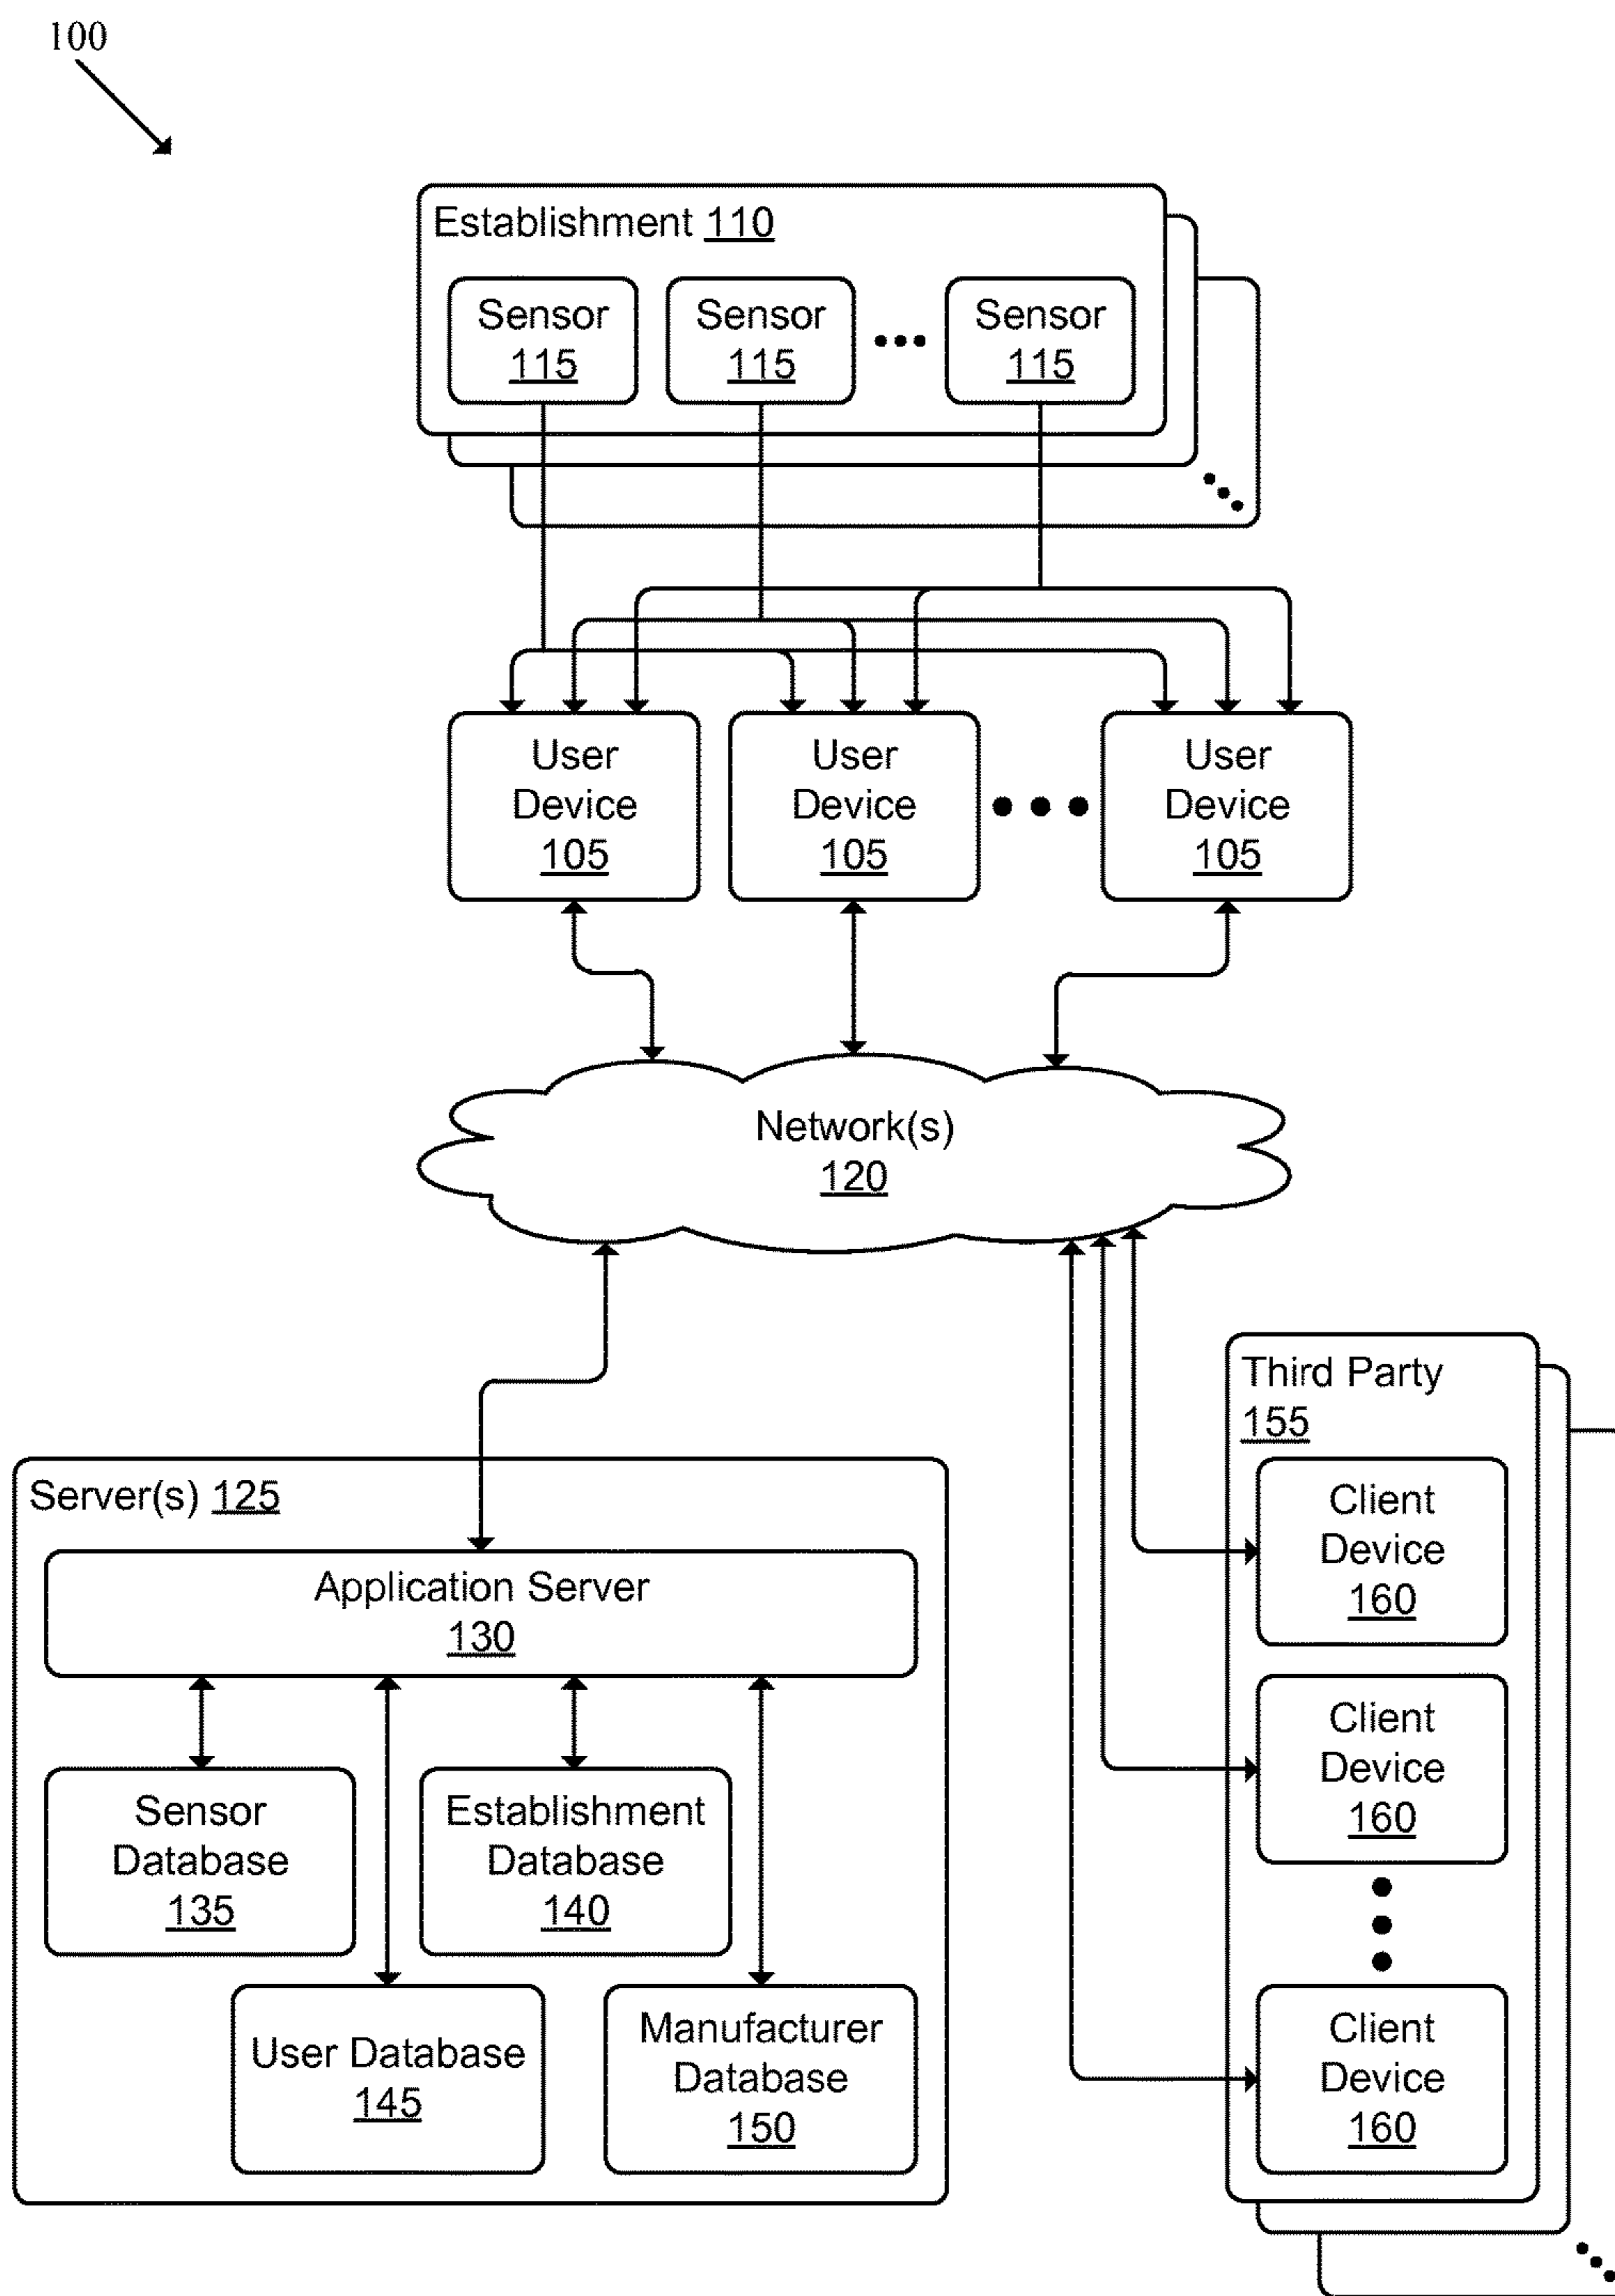 100
Establishment 110
Sensor
115
Sensor
115
Sensor
115
User
Device
105
User
Device
105
User
Device
105
Network(s)
120
Third Party
155
Client
Device
160
Client
Device
160
Client
Device
160
Server(s) 125
Application Server
130
Sensor
Database
135
Establishment
Database
140
User Database
145
Manufacturer
Database
150